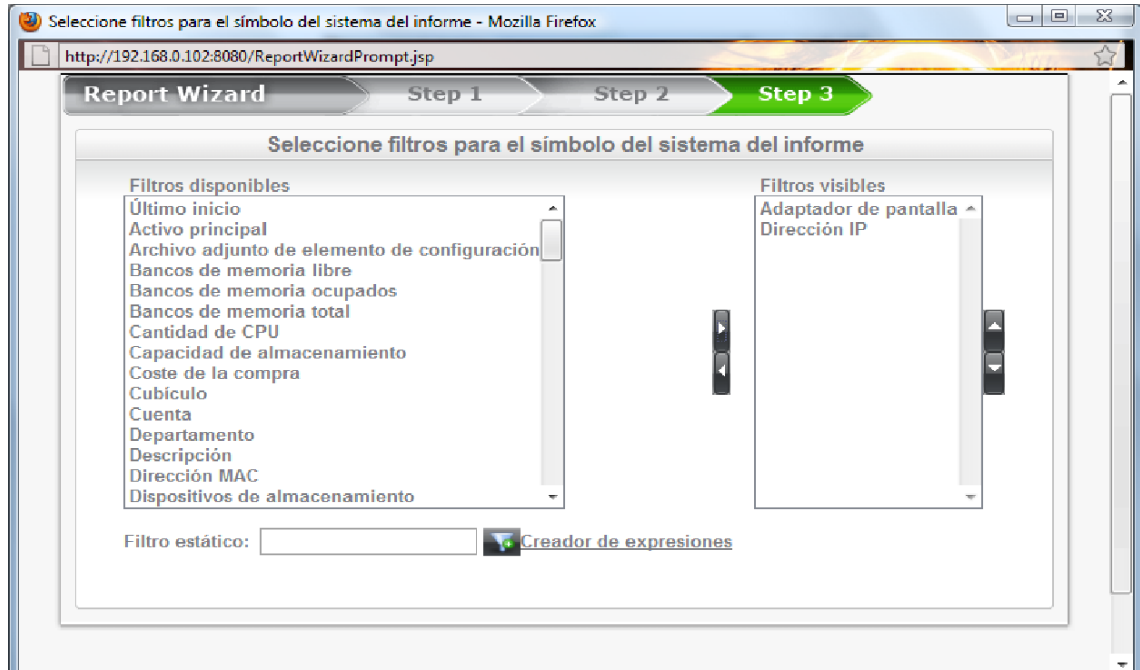 Seleccione filtros para el símbolo del sistema del informe - Mozilla Firefox
http://192.168.0.102:8080/ReportWizardPrompt.jsp
Report Wizard Step 1 Step 2 Step 3
Seleccione filtros para el símbolo del sistema del informe
Filtros disponibles
Último inicio
Activo principal
Archivo adjunto de elemento de configuración
Bancos de memoria libre
Bancos de memoria ocupados
Bancos de memoria total
Cantidad de CPU
Capacidad de almacenamiento
Coste de la compra
Cubículo
Cuenta
Departamento
Descripción
Dirección MAC
Dispositivos de almacenamiento
Filtros visibles
Adaptador de pantalla
Dirección IP
Filtro estático:
Creador de expresiones